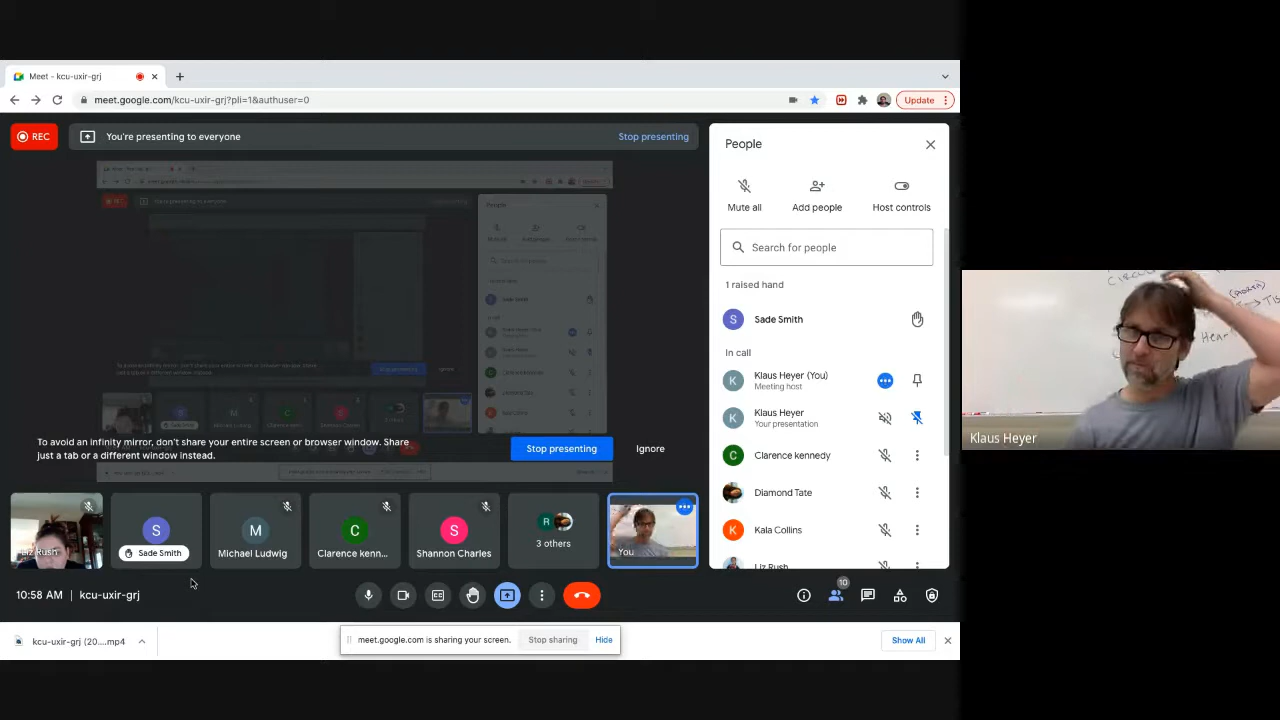 Meet - kcu-uxir-grj
meet.google.com/kcu-uxir-grj?pli=1&authuser=0
Update
REC
You're presenting to everyone
Stop presenting
People
Mute all
Add people
Host controls
Search for people
1 raised hand
S
Sade Smith
In call
K
Klaus Heyer (You)
Meeting host
K
Klaus Heyer
Your presentation
C
Clarence kennedy
Diamond Tate
K
Kala Collins
Liz Rush
To avoid an infinity mirror, don't share your entire screen or browser window. Share
just a tab or a different window instead.
Stop presenting
Ignore
Liz Rush
S
Sade Smith
M
Michael Ludwig
C
Clarence kenn...
S
Shannon Charles
R
3 others
You
10:58 AM | kcu-uxir-grj
10
kcu-uxir-grj (20....mp4
meet.google.com is sharing your screen.
Stop sharing
Hide
Show All
Klaus Heyer